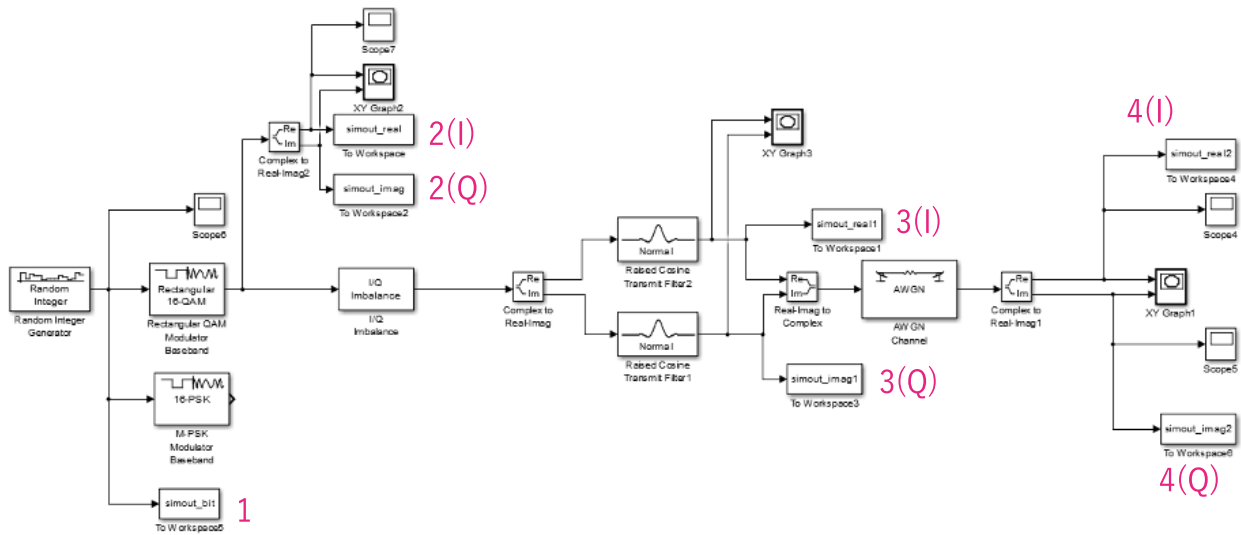 Scope7
XY Graph2
Re
Im
Complex to
Real-Imag2
simout_real
To Workspace
2(I)
simout_imag
To Workspace2
2(Q)
Scope6
Random
Integer
Random Integer
Generator
Rectangular
16-QAM
Rectangular QAM
Modulator
Baseband
16-PSK
M-PSK
Modulator
Baseband
simout_bit
To Workspace5
1
I/Q
Imbalance
I/Q
Imbalance
Re
Im
Complex to
Real-Imag
Normal
Raised Cosine
Transmit Filter2
Normal
Raised Cosine
Transmit Filter1
XY Graph3
simout_real1
To Workspace1
3(I)
Re
Im
Real-Imag to
Complex
simout_imag1
To Workspace3
3(Q)
AWGN
AWGN
Channel
Re
Im
Complex to
Real-Imag1
4(I)
simout_real2
To Workspace4
Scope4
XY Graph1
Scope5
simout_imag2
To Workspace6
4(Q)